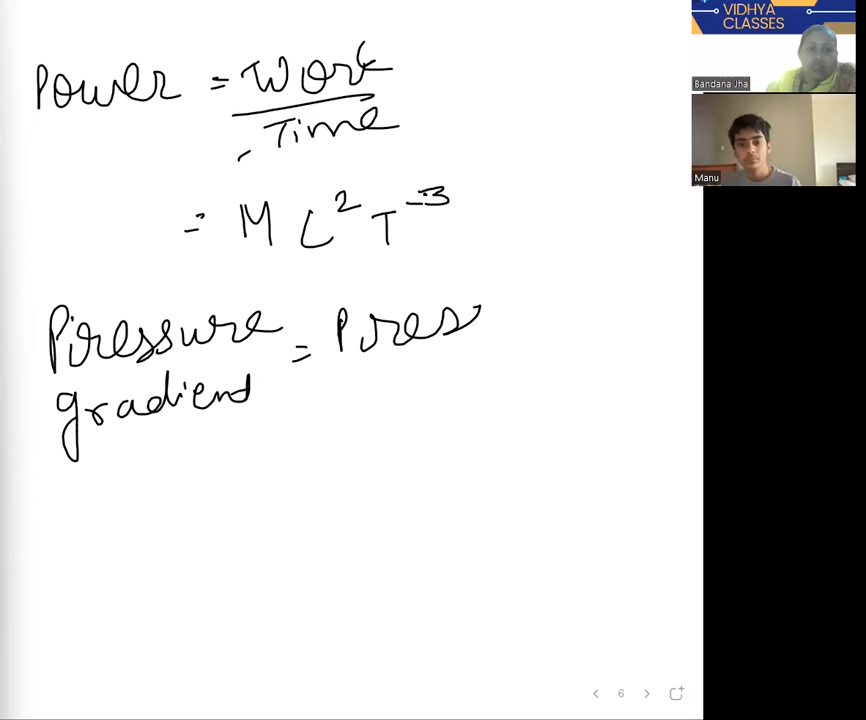 Power = Work
Time
= M L² T⁻³
Pressure = Pres
gradient
VIDHYA
CLASSES
Bandana Jha
Manu
6